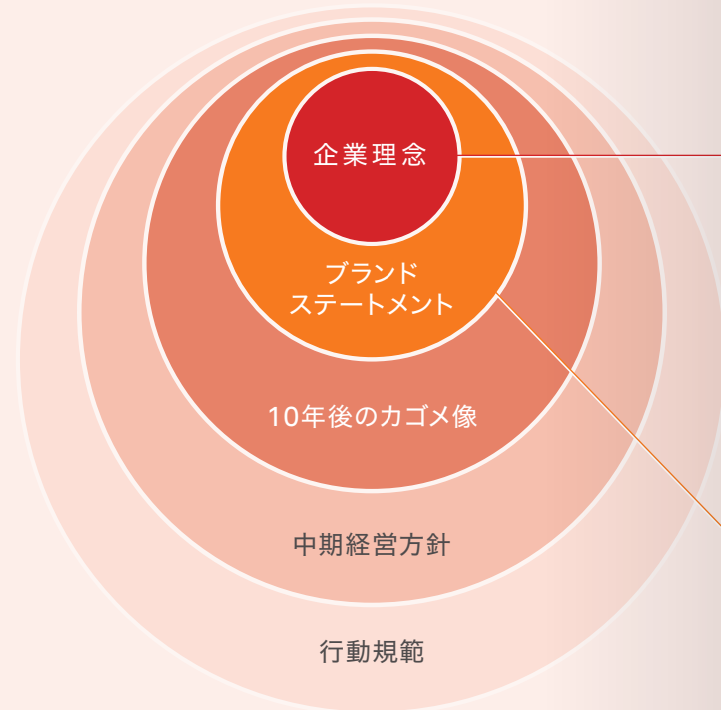 企業理念
ブランド
ステートメント
10年後のカゴメ像
中期経営方針
行動規範